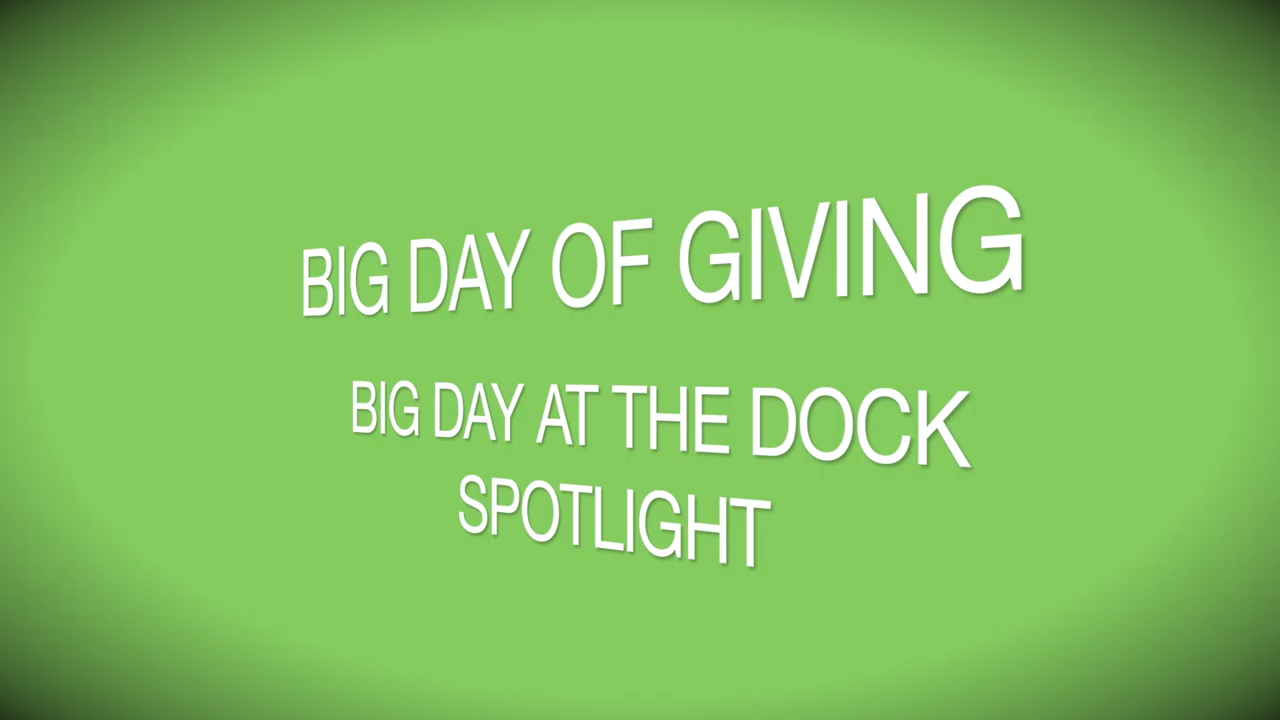 BIG DAY OF GIVING
BIG DAY AT THE DOCK
SPOTLIGHT